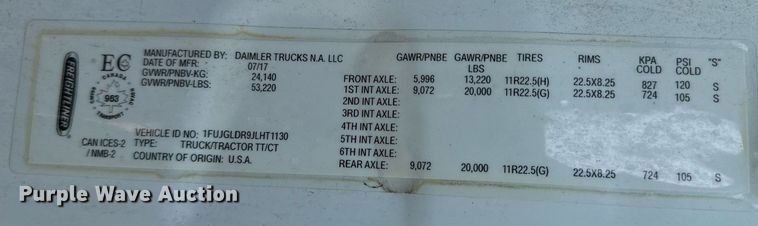 FREIGHTLINER
EC
CANADA
963
TRANSPORT
CAN ICES-2
/ NMB-2
MANUFACTURED BY: DAIMLER TRUCKS N.A. LLC
DATE OF MFR: 07/17
GVWR/PNBV-KG: 24,140
GVWR/PNBV-LBS: 53,220
VEHICLE ID NO: 1FUJGLDR9JLHT1130
TYPE: TRUCK/TRACTOR TT/CT
COUNTRY OF ORIGIN: U.S.A.
GAWR/PNBE GAWR/PNBE LBS TIRES RIMS KPA COLD PSI COLD "S"
FRONT AXLE: 5,996 13,220 11R22.5(H) 22.5X8.25 827 120 S
1ST INT AXLE: 9,072 20,000 11R22.5(G) 22.5X8.25 724 105 S
2ND INT AXLE:
3RD INT AXLE:
4TH INT AXLE:
5TH INT AXLE:
6TH INT AXLE:
REAR AXLE: 9,072 20,000 11R22.5(G) 22.5X8.25 724 105 S
Purple Wave Auction